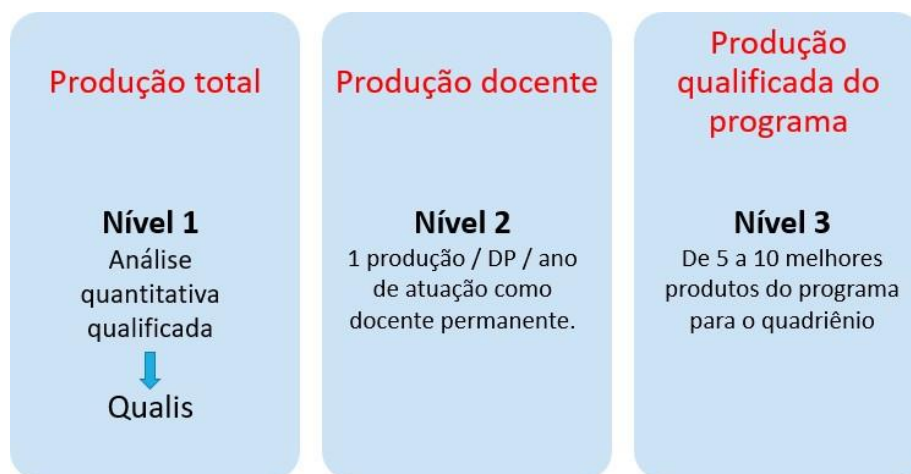 Produção total
Nível 1
Análise
quantitativa
qualificada
Qualis
Produção docente
Nível 2
1 produção / DP / ano
de atuação como
docente permanente.
Produção
qualificada do
programa
Nível 3
De 5 a 10 melhores
produtos do programa
para o quadriênio